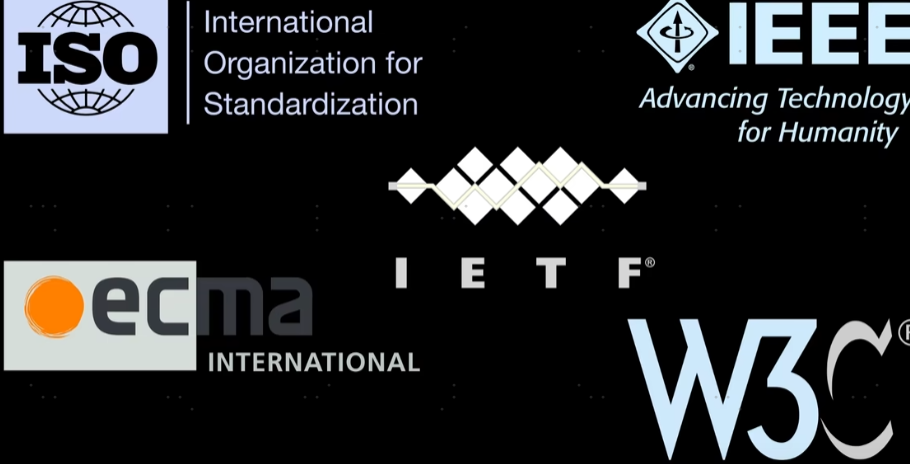 ISO
International
Organization for
Standardization
IEEE
Advancing Technology
for Humanity
IETF®
ecma
INTERNATIONAL
W3C®